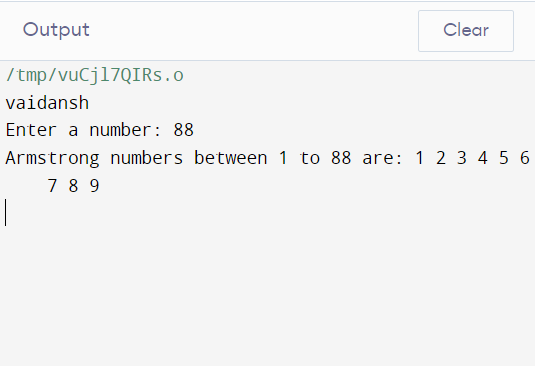 Output
Clear
/tmp/vuCjl7QIRs.o
vaidansh
Enter a number: 88
Armstrong numbers between 1 to 88 are: 1 2 3 4 5 6
7 8 9